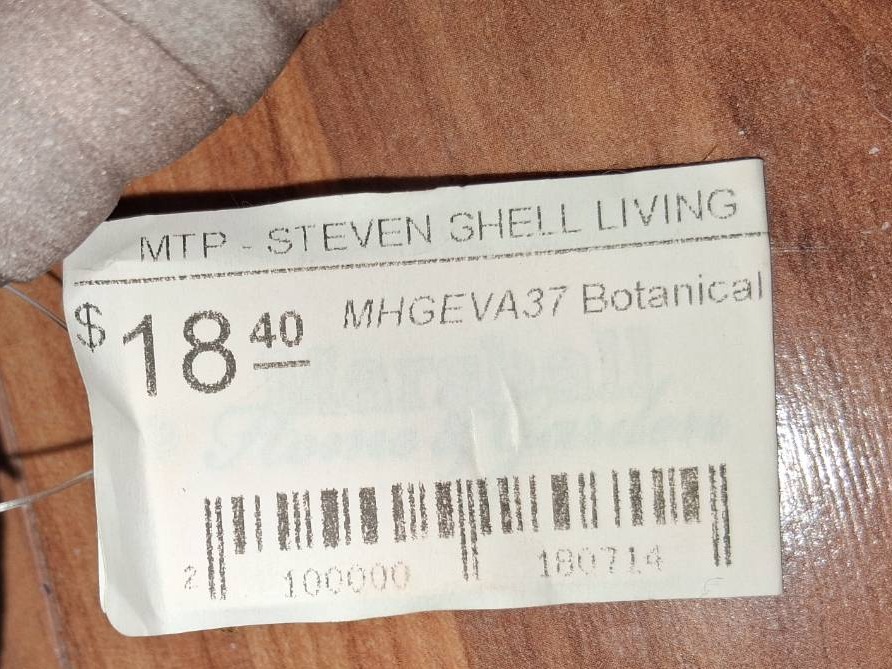 MTP - STEVEN SHELL LIVING
$18.40 MHGEVA37 Botanical
2 100000 180714